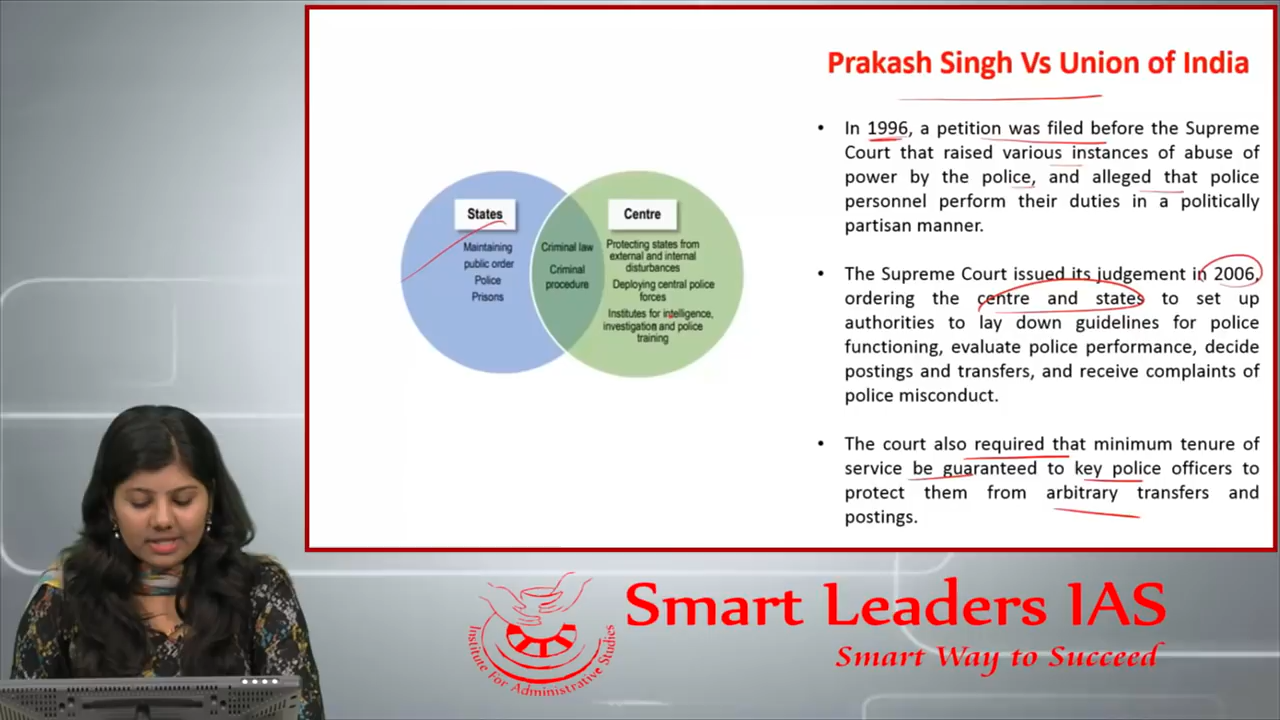 Prakash Singh Vs Union of India
• In 1996, a petition was filed before the Supreme
Court that raised various instances of abuse of
power by the police, and alleged that police
personnel perform their duties in a politically
partisan manner.
• The Supreme Court issued its judgement in 2006,
ordering the centre and states to set up
authorities to lay down guidelines for police
functioning, evaluate police performance, decide
postings and transfers, and receive complaints of
police misconduct.
• The court also required that minimum tenure of
service be guaranteed to key police officers to
protect them from arbitrary transfers and
postings.
States
Maintaining
public order
Police
Prisons
Criminal law
Criminal
procedure
Centre
Protecting states from
external and internal
disturbances
Deploying central police
forces
Institutes for intelligence,
investigation and police
training
Institute For Administrative Studies
Smart Leaders IAS
Smart Way to Succeed